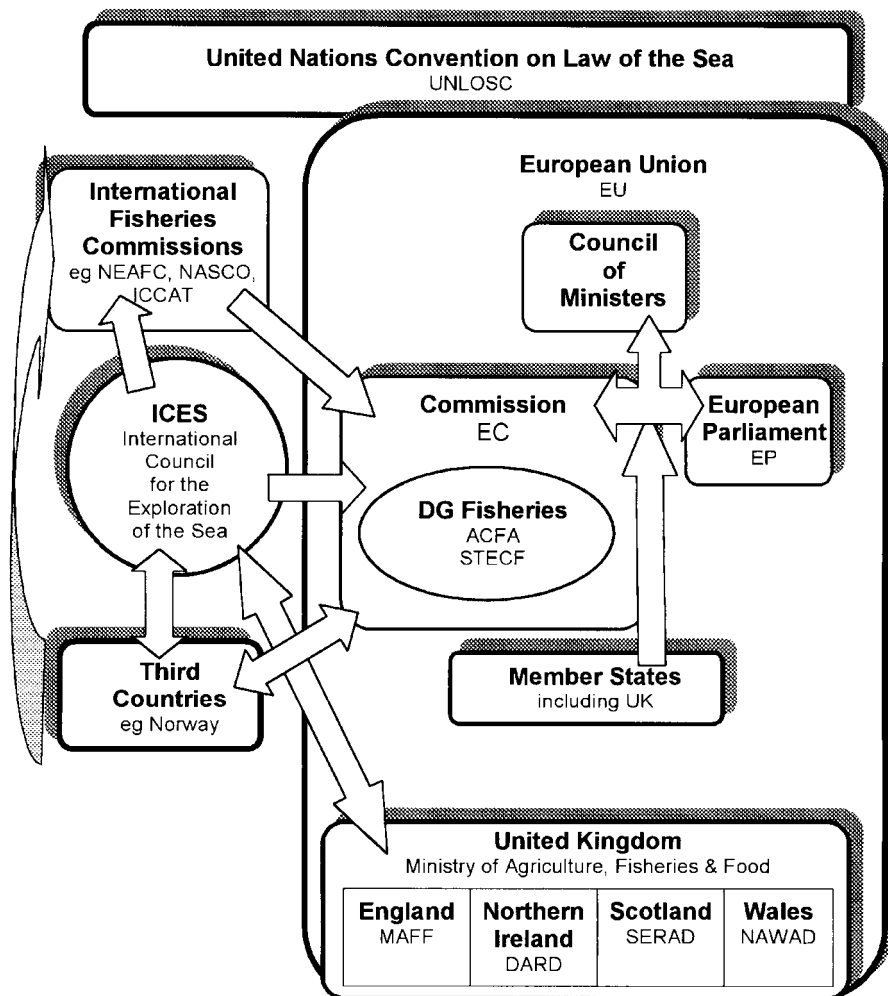 United Nations Convention on Law of the Sea
UNLOSC
European Union
EU
International
Fisheries
Commissions
eg NEAFC, NASCO,
ICCAT
Council
of
Ministers
ICES
International
Council
for the
Exploration
of the Sea
Commission
EC
European
Parliament
EP
DG Fisheries
ACFA
STECF
Third
Countries
eg Norway
Member States
including UK
United Kingdom
Ministry of Agriculture, Fisheries & Food
England
MAFF
Northern
Ireland
DARD
Scotland
SERAD
Wales
NAWAD